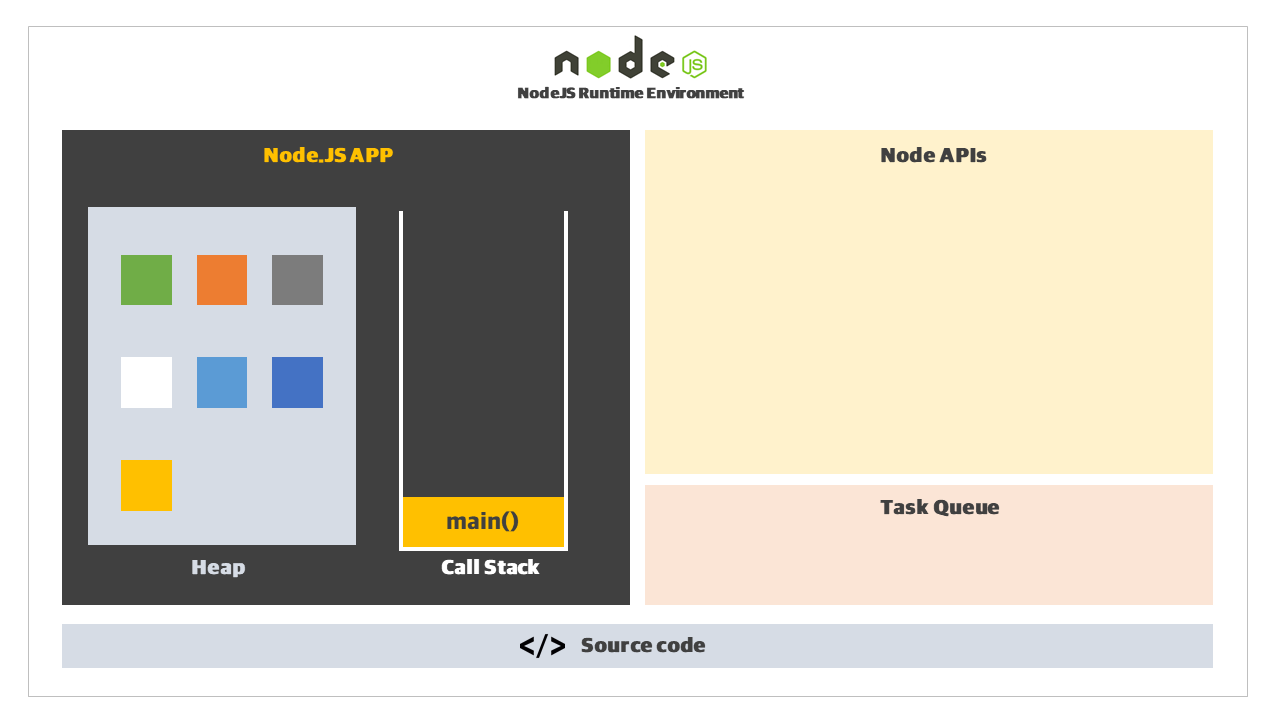 node JS
NodeJS Runtime Environment
Node.JS APP
Node APIs
main()
Heap
Call Stack
Task Queue
</> Source code